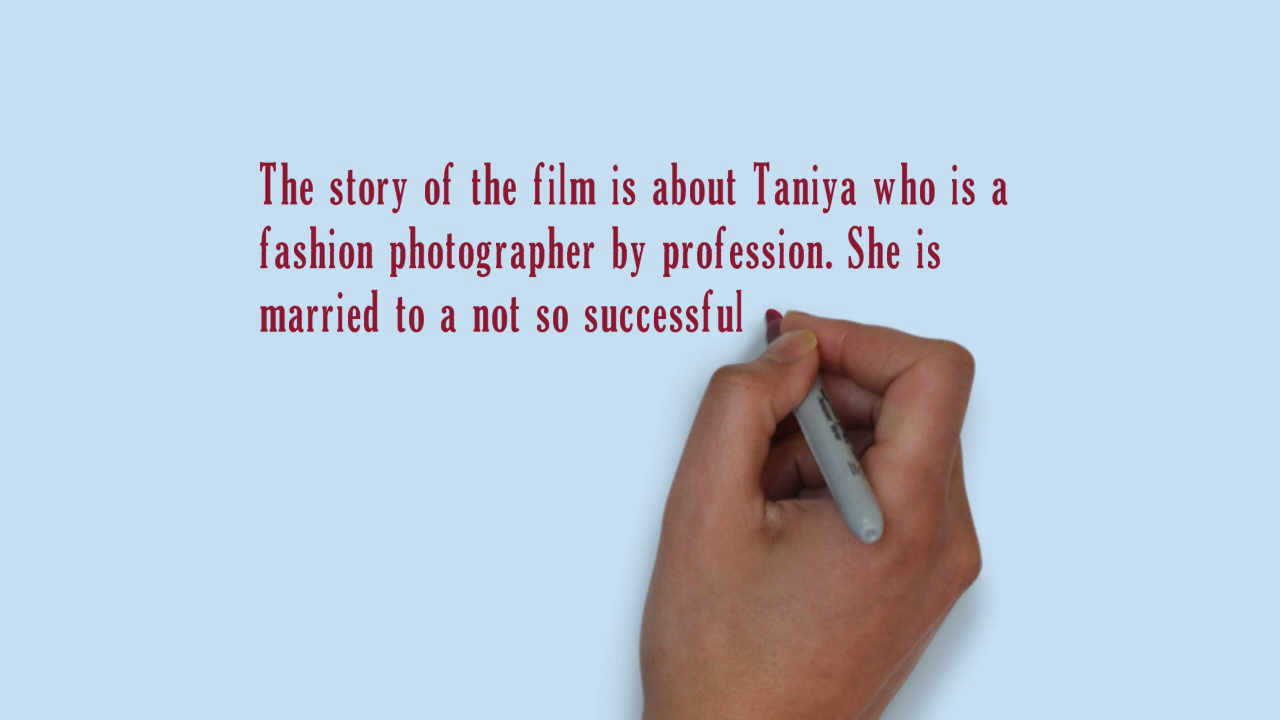 The story of the film is about Taniya who is a
fashion photographer by profession. She is
married to a not so successful